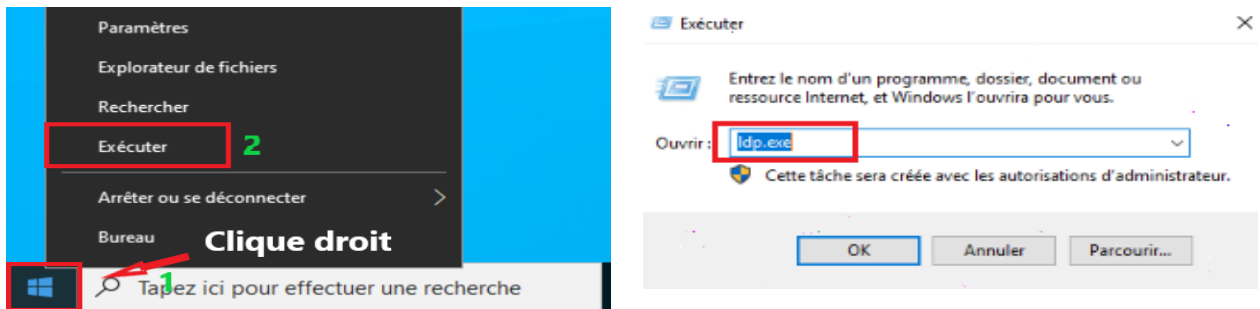 Paramètres
Explorateur de fichiers
Rechercher
Exécuter 2
Arrêter ou se déconnecter
Bureau
Clique droit
1
Tapez ici pour effectuer une recherche
Exécuter
Entrez le nom d'un programme, dossier, document ou
ressource Internet, et Windows l'ouvrira pour vous.
Ouvrir : ldp.exe
Cette tâche sera créée avec les autorisations d'administrateur.
OK Annuler Parcourir...